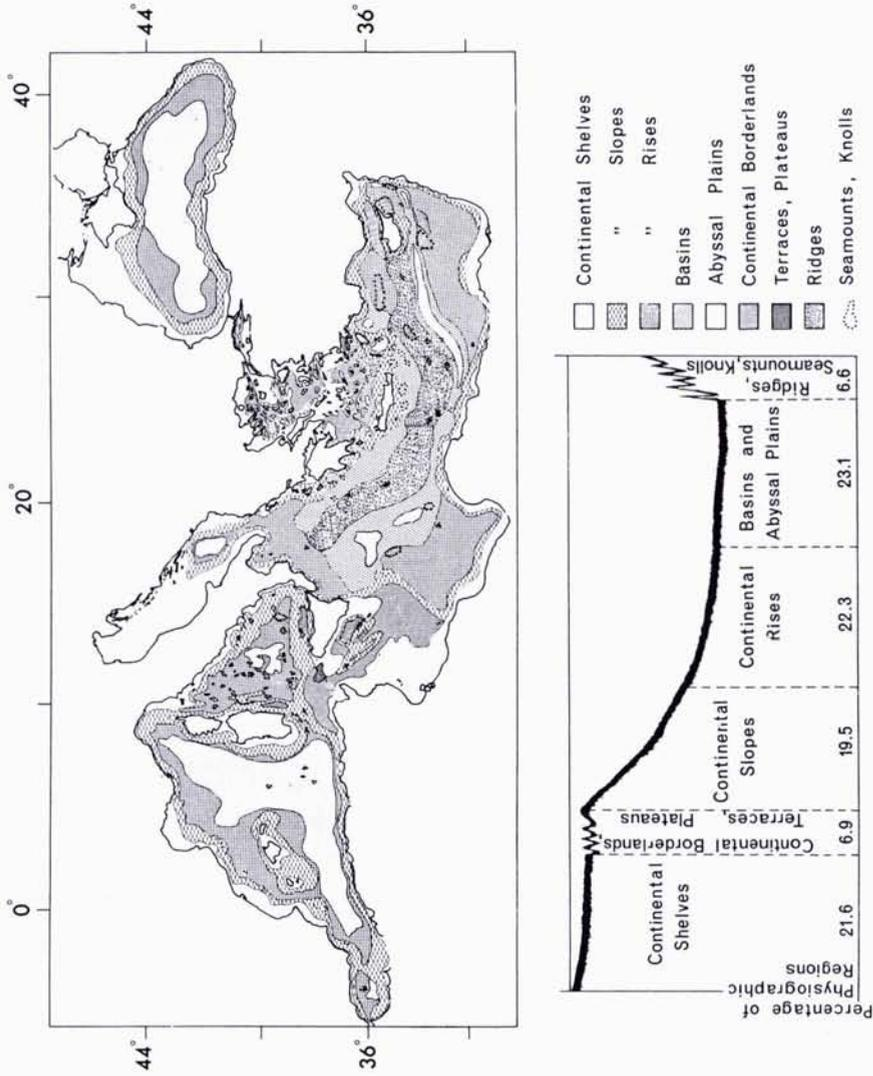 0°
20°
40°
44°
44°
36°
36°
Continental Shelves
" Slopes
" Rises
Basins
Abyssal Plains
Continental Borderlands
Terraces, Plateaus
Ridges
Seamounts, Knolls
Percentage of
Physiographic
Regions
Continental
Shelves
21.6
Continental Borderlands,
Terraces,
Plateaus
6.9
Continental
Slopes
19.5
Continental
Rises
22.3
Basins and
Abyssal Plains
23.1
Ridges,
Seamounts, Knolls
6.6